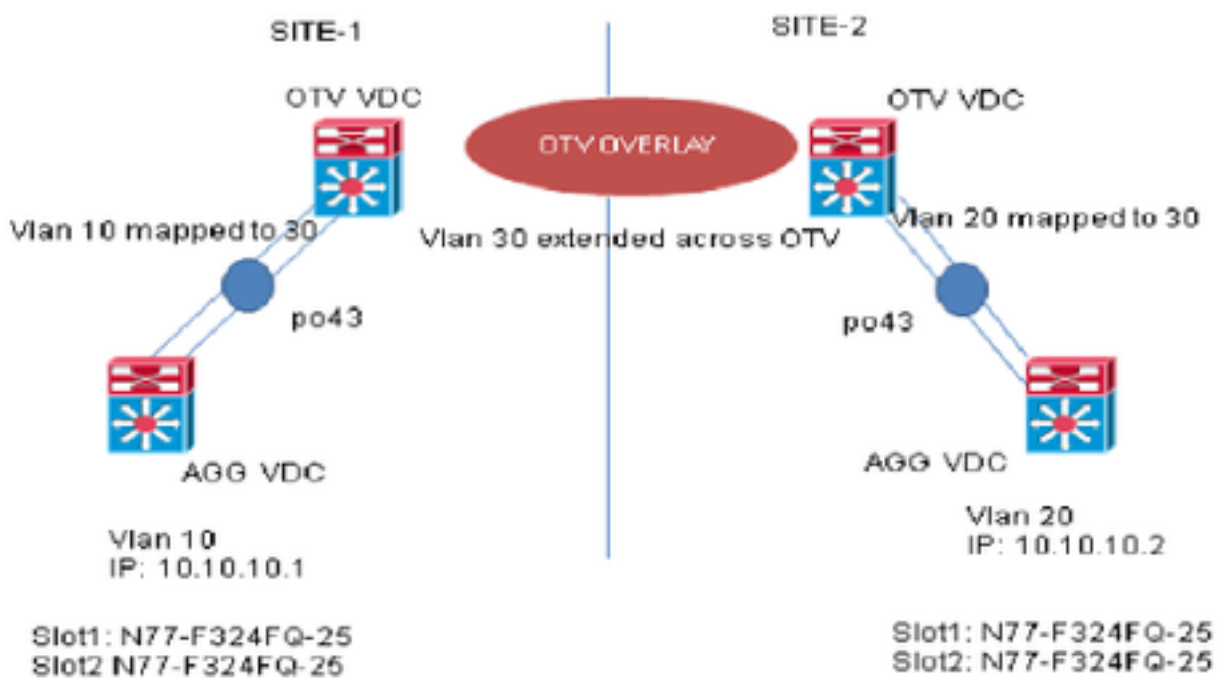 SITE-1
SITE-2
OTV VDC
OTV VDC
OTV OVERLAY
Vlan 10 mapped to 30
Vlan 30 extended across OTV
Vlan 20 mapped to 30
po43
po43
AGG VDC
AGG VDC
Vlan 10
IP: 10.10.10.1
Vlan 20
IP: 10.10.10.2
Slot1: N77-F324FQ-25
Slot2 N77-F324FQ-25
Slot1: N77-F324FQ-25
Slot2: N77-F324FQ-25